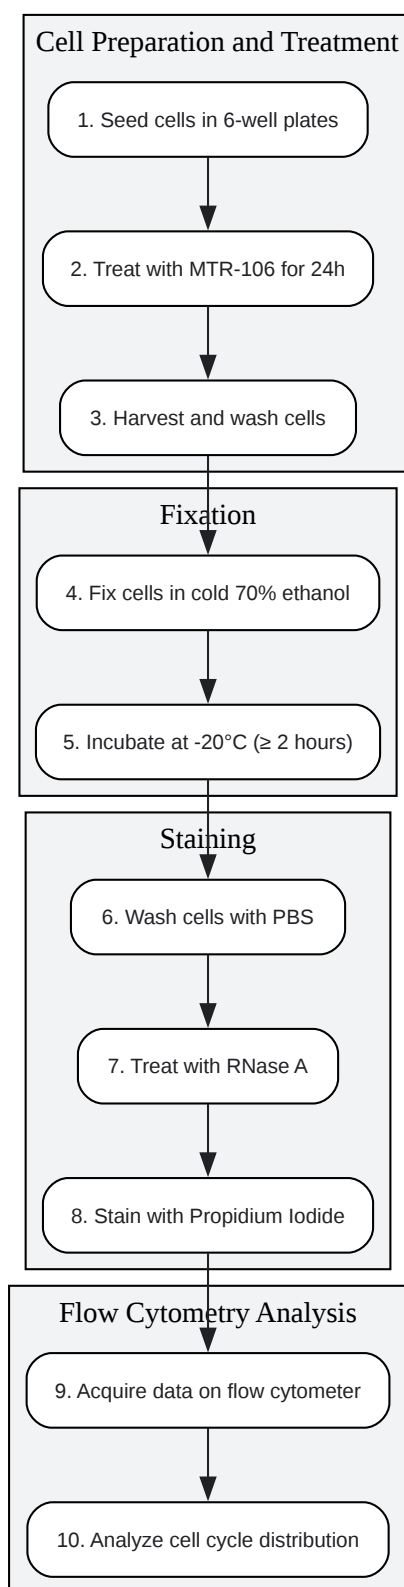 Cell Preparation and Treatment
1. Seed cells in 6-well plates
2. Treat with MTR-106 for 24h
3. Harvest and wash cells
Fixation
4. Fix cells in cold 70% ethanol
5. Incubate at -20°C (≥ 2 hours)
Staining
6. Wash cells with PBS
7. Treat with RNase A
8. Stain with Propidium Iodide
Flow Cytometry Analysis
9. Acquire data on flow cytometer
10. Analyze cell cycle distribution